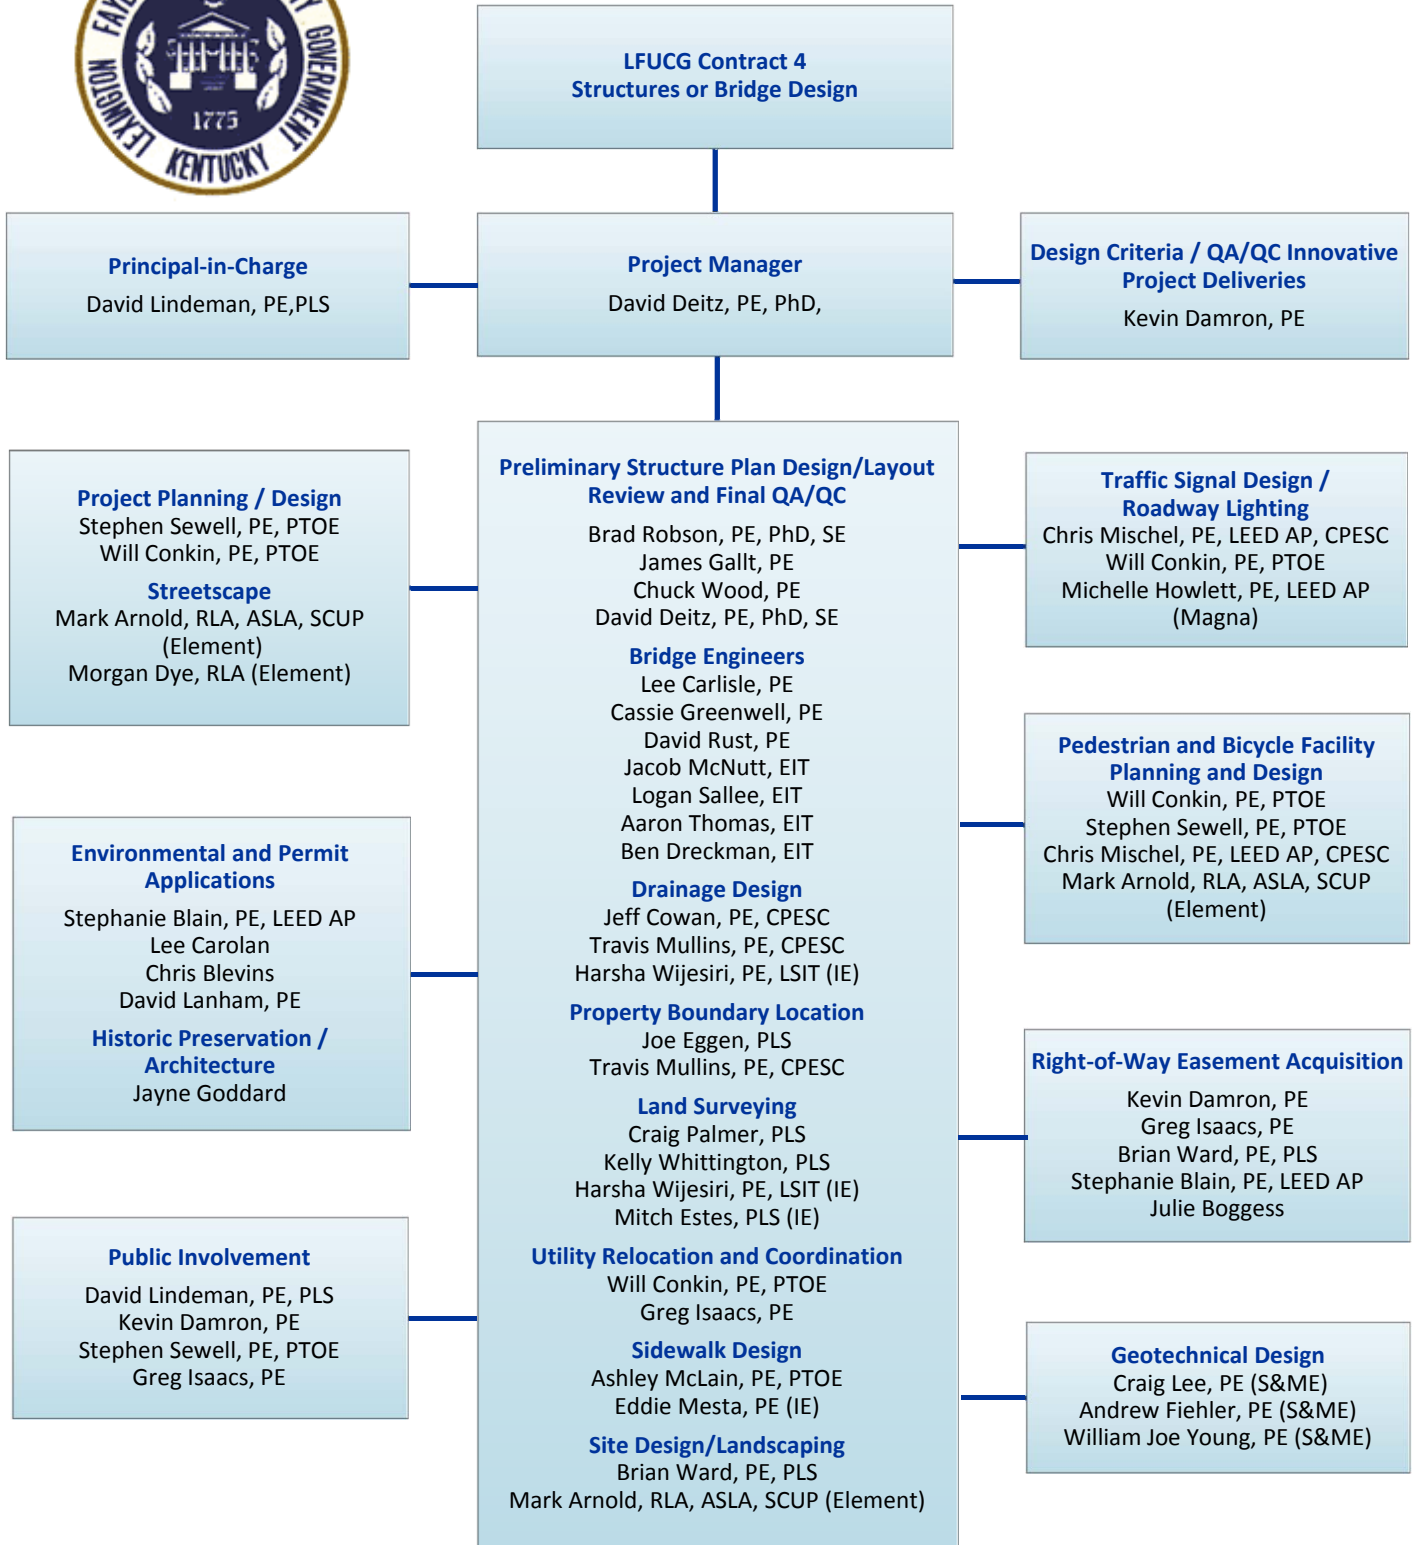 GOVERNMENT
LEXINGTON
1775
KENTUCKY
LFUCG Contract 4
Structures or Bridge Design
Principal-in-Charge
David Lindeman, PE,PLS
Project Manager
David Deitz, PE, PhD,
Design Criteria / QA/QC Innovative
Project Deliveries
Kevin Damron, PE
Project Planning / Design
Stephen Sewell, PE, PTOE
Will Conkin, PE, PTOE
Streetscape
Mark Arnold, RLA, ASLA, SCUP
(Element)
Morgan Dye, RLA (Element)
Environmental and Permit
Applications
Stephanie Blain, PE, LEED AP
Lee Carolan
Chris Blevins
David Lanham, PE
Historic Preservation /
Architecture
Jayne Goddard
Public Involvement
David Lindeman, PE, PLS
Kevin Damron, PE
Stephen Sewell, PE, PTOE
Greg Isaacs, PE
Preliminary Structure Plan Design/Layout
Review and Final QA/QC
Brad Robson, PE, PhD, SE
James Gallt, PE
Chuck Wood, PE
David Deitz, PE, PhD, SE
Bridge Engineers
Lee Carlisle, PE
Cassie Greenwell, PE
David Rust, PE
Jacob McNutt, EIT
Logan Sallee, EIT
Aaron Thomas, EIT
Ben Dreckman, EIT
Drainage Design
Jeff Cowan, PE, CPESC
Travis Mullins, PE, CPESC
Harsha Wijesiri, PE, LSIT (IE)
Property Boundary Location
Joe Eggen, PLS
Travis Mullins, PE, CPESC
Land Surveying
Craig Palmer, PLS
Kelly Whittington, PLS
Harsha Wijesiri, PE, LSIT (IE)
Mitch Estes, PLS (IE)
Utility Relocation and Coordination
Will Conkin, PE, PTOE
Greg Isaacs, PE
Sidewalk Design
Ashley McLain, PE, PTOE
Eddie Mesta, PE (IE)
Site Design/Landscaping
Brian Ward, PE, PLS
Mark Arnold, RLA, ASLA, SCUP (Element)
Traffic Signal Design /
Roadway Lighting
Chris Mischel, PE, LEED AP, CPESC
Will Conkin, PE, PTOE
Michelle Howlett, PE, LEED AP
(Magna)
Pedestrian and Bicycle Facility
Planning and Design
Will Conkin, PE, PTOE
Stephen Sewell, PE, PTOE
Chris Mischel, PE, LEED AP, CPESC
Mark Arnold, RLA, ASLA, SCUP
(Element)
Right-of-Way Easement Acquisition
Kevin Damron, PE
Greg Isaacs, PE
Brian Ward, PE, PLS
Stephanie Blain, PE, LEED AP
Julie Boggess
Geotechnical Design
Craig Lee, PE (S&ME)
Andrew Fiehler, PE (S&ME)
William Joe Young, PE (S&ME)